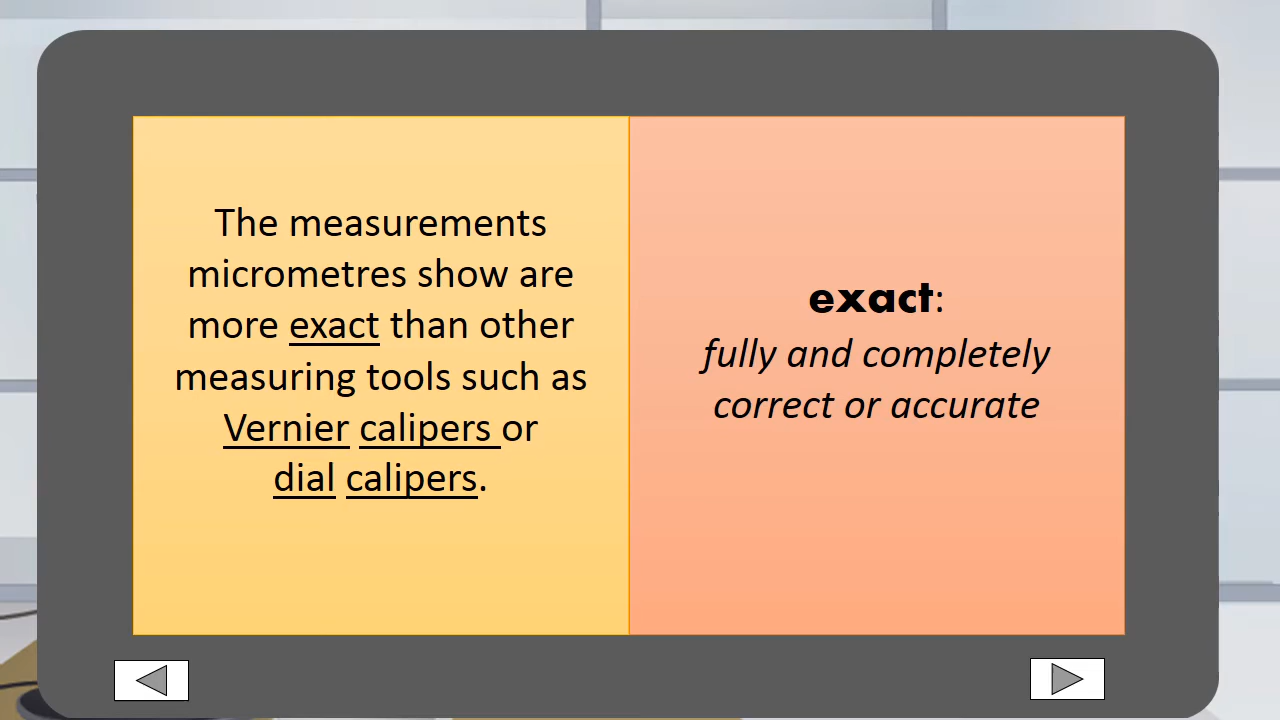 The measurements
micrometres show are
more exact than other
measuring tools such as
Vernier calipers or
dial calipers.
exact:
fully and completely
correct or accurate